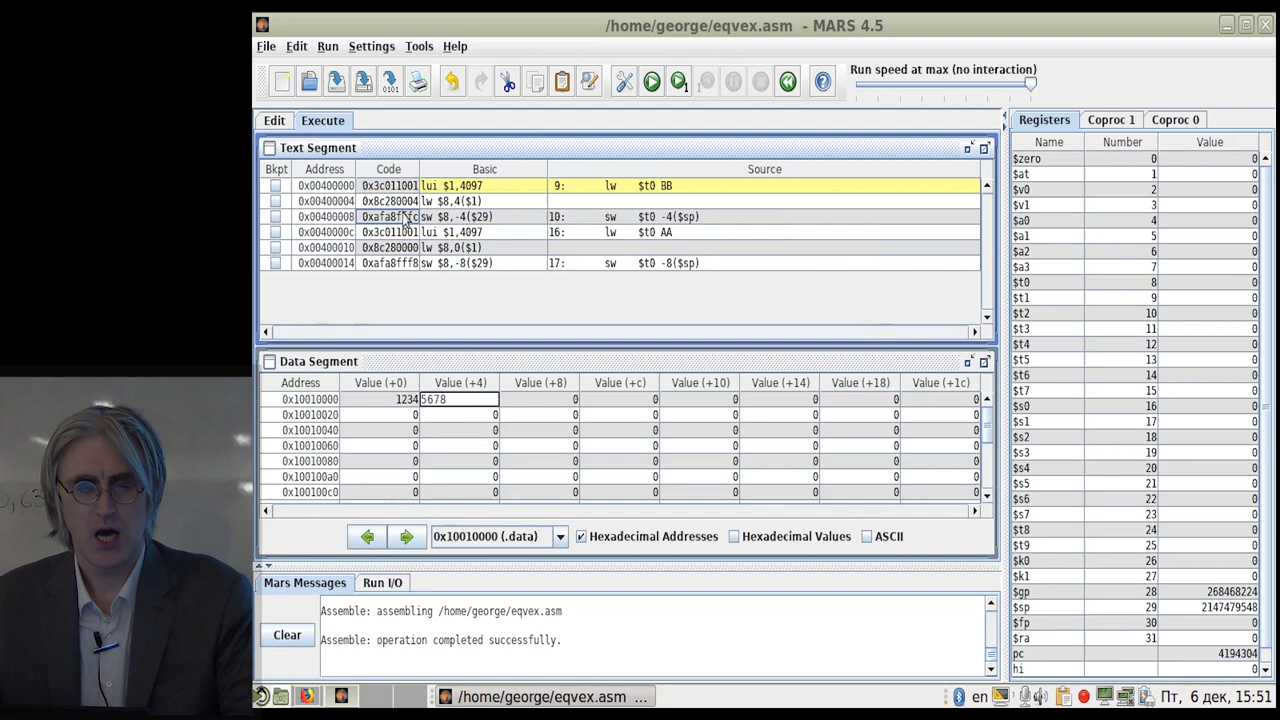 /home/george/eqvex.asm - MARS 4.5
File Edit Run Settings Tools Help
Run speed at max (no interaction)
Edit Execute
Text Segment
Bkpt Address Code Basic Source
0x00400000 0x3c011001 lui $1,4097 9: lw $t0 BB
0x00400004 0x8c280004 lw $8,4($1)
0x00400008 0xafa8fffc sw $8,-4($29) 10: sw $t0 -4($sp)
0x0040000c 0x3c011001 lui $1,4097 16: lw $t0 AA
0x00400010 0x8c280000 lw $8,0($1)
0x00400014 0xafa8fff8 sw $8,-8($29) 17: sw $t0 -8($sp)
Data Segment
Address Value (+0) Value (+4) Value (+8) Value (+c) Value (+10) Value (+14) Value (+18) Value (+1c)
0x10010000 1234 5678 0 0 0 0 0 0
0x10010020 0 0 0 0 0 0 0 0
0x10010040 0 0 0 0 0 0 0 0
0x10010060 0 0 0 0 0 0 0 0
0x10010080 0 0 0 0 0 0 0 0
0x100100a0 0 0 0 0 0 0 0 0
0x100100c0 0 0 0 0 0 0 0 0
0x10010000 (.data) Hexadecimal Addresses Hexadecimal Values ASCII
Mars Messages Run I/O
Assemble: assembling /home/george/eqvex.asm
Clear
Assemble: operation completed successfully.
Registers Coproc 1 Coproc 0
Name Number Value
$zero 0 0
$at 1 0
$v0 2 0
$v1 3 0
$a0 4 0
$a1 5 0
$a2 6 0
$a3 7 0
$t0 8 0
$t1 9 0
$t2 10 0
$t3 11 0
$t4 12 0
$t5 13 0
$t6 14 0
$t7 15 0
$s0 16 0
$s1 17 0
$s2 18 0
$s3 19 0
$s4 20 0
$s5 21 0
$s6 22 0
$s7 23 0
$t8 24 0
$t9 25 0
$k0 26 0
$k1 27 0
$gp 28 268468224
$sp 29 2147479548
$fp 30 0
$ra 31 0
pc 4194304
hi 0
/home/george/eqvex.asm ...
en Пт, 6 дек, 15:51